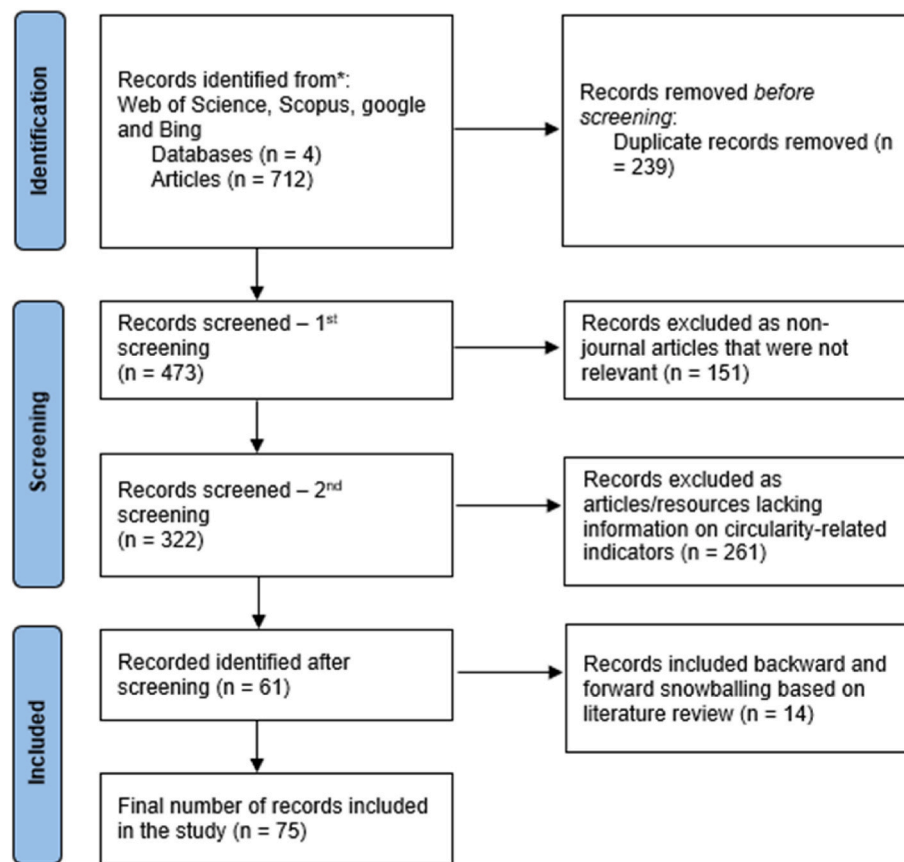 Identification
Records identified from*:
Web of Science, Scopus, google
and Bing
Databases (n = 4)
Articles (n = 712)
Records removed before
screening:
Duplicate records removed (n
= 239)
Screening
Records screened – 1st
screening
(n = 473)
Records excluded as non-
journal articles that were not
relevant (n = 151)
Records screened – 2nd
screening
(n = 322)
Records excluded as
articles/resources lacking
information on circularity-related
indicators (n = 261)
Included
Recorded identified after
screening (n = 61)
Records included backward and
forward snowballing based on
literature review (n = 14)
Final number of records included
in the study (n = 75)